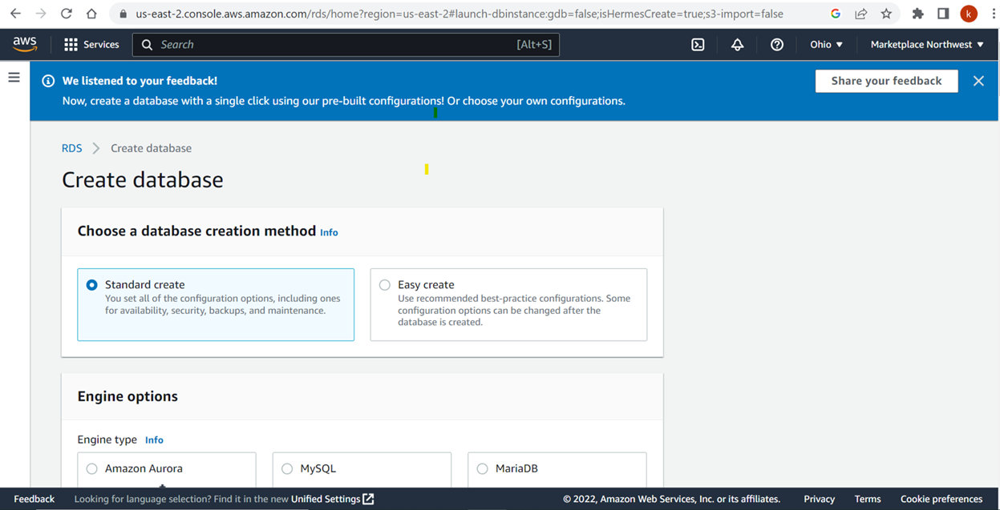 us-east-2.console.aws.amazon.com/rds/home?region=us-east-2#launch-dbinstance:gdb=false;isHermesCreate=true;s3-import=false
k
aws
Services
Search
[Alt+S]
Ohio
Marketplace Northwest
We listened to your feedback!
Now, create a database with a single click using our pre-built configurations! Or choose your own configurations.
Share your feedback
RDS
Create database
Create database
Choose a database creation method Info
Standard create
You set all of the configuration options, including ones
for availability, security, backups, and maintenance.
Easy create
Use recommended best-practice configurations. Some
configuration options can be changed after the
database is created.
Engine options
Engine type Info
Amazon Aurora
MySQL
MariaDB
Feedback
Looking for language selection? Find it in the new Unified Settings
© 2022, Amazon Web Services, Inc. or its affiliates.
Privacy
Terms
Cookie preferences